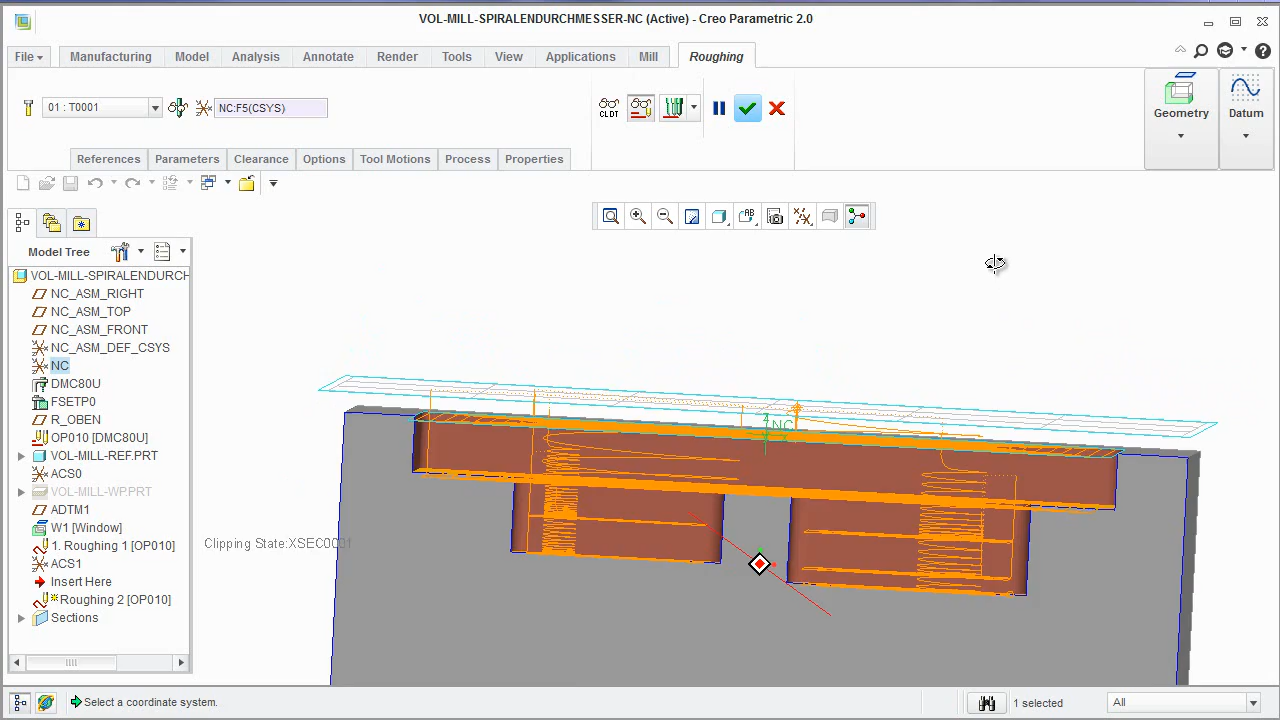 VOL-MILL-SPIRALENDURCHMESSER-NC (Active) - Creo Parametric 2.0
File Manufacturing Model Analysis Annotate Render Tools View Applications Mill Roughing
01 : T0001 NC:F5(CSYS) CLDT Geometry Datum
References Parameters Clearance Options Tool Motions Process Properties
Model Tree
VOL-MILL-SPIRALENDURCH
NC_ASM_RIGHT
NC_ASM_TOP
NC_ASM_FRONT
NC_ASM_DEF_CSYS
NC
DMC80U
FSETP0
R_OBEN
OP010 [DMC80U]
VOL-MILL-REF.PRT
ACS0
VOL-MILL-WP.PRT
ADTM1
W1 [Window]
1. Roughing 1 [OP010]
ACS1
Insert Here
Roughing 2 [OP010]
Sections
NC
Select a coordinate system. 1 selected All